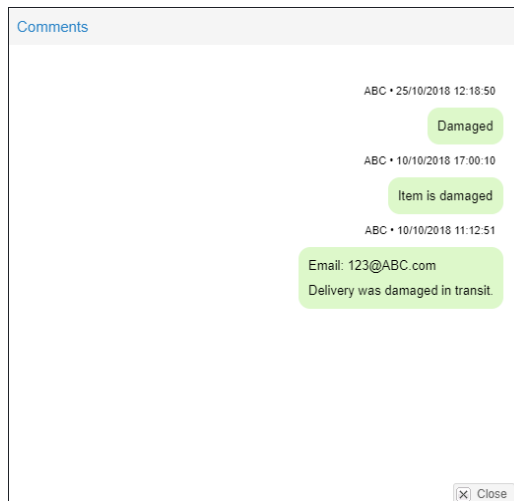 Comments
ABC • 25/10/2018 12:18:50
Damaged
ABC • 10/10/2018 17:00:10
Item is damaged
ABC • 10/10/2018 11:12:51
Email: 123@ABC.com
Delivery was damaged in transit.
Close